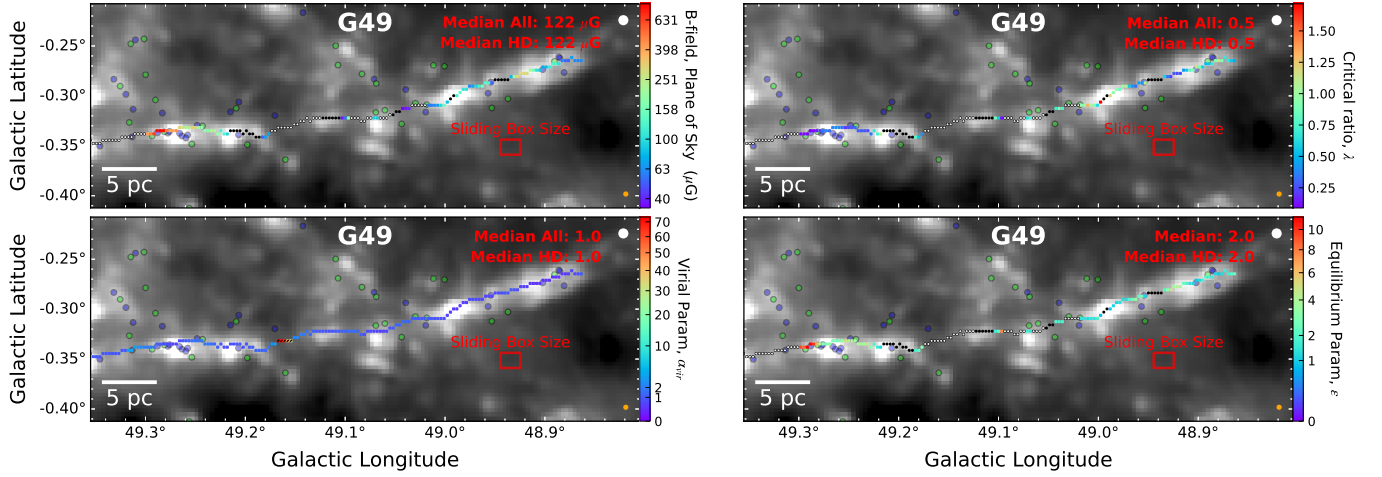 G49
Median All: 122 μG
Median HD: 122 μG
Sliding Box Size
5 pc
-0.25°
-0.30°
-0.35°
-0.40°
Galactic Latitude
631
398
251
158
100
63
40
B-field, Plane of Sky (μG)
G49
Median All: 0.5
Median HD: 0.5
Sliding Box Size
5 pc
1.50
1.25
1.00
0.75
0.50
0.25
Critical ratio, λ
G49
Median All: 1.0
Median HD: 1.0
Sliding Box Size
5 pc
-0.25°
-0.30°
-0.35°
-0.40°
Galactic Latitude
49.3° 49.2° 49.1° 49.0° 48.9°
Galactic Longitude
70
60
50
40
30
20
10
2
1
0
Virial Param, αvir
G49
Median: 2.0
Median HD: 2.0
Sliding Box Size
5 pc
49.3° 49.2° 49.1° 49.0° 48.9°
Galactic Longitude
10
8
6
4
2
1
0
Equilibrium Param, ε